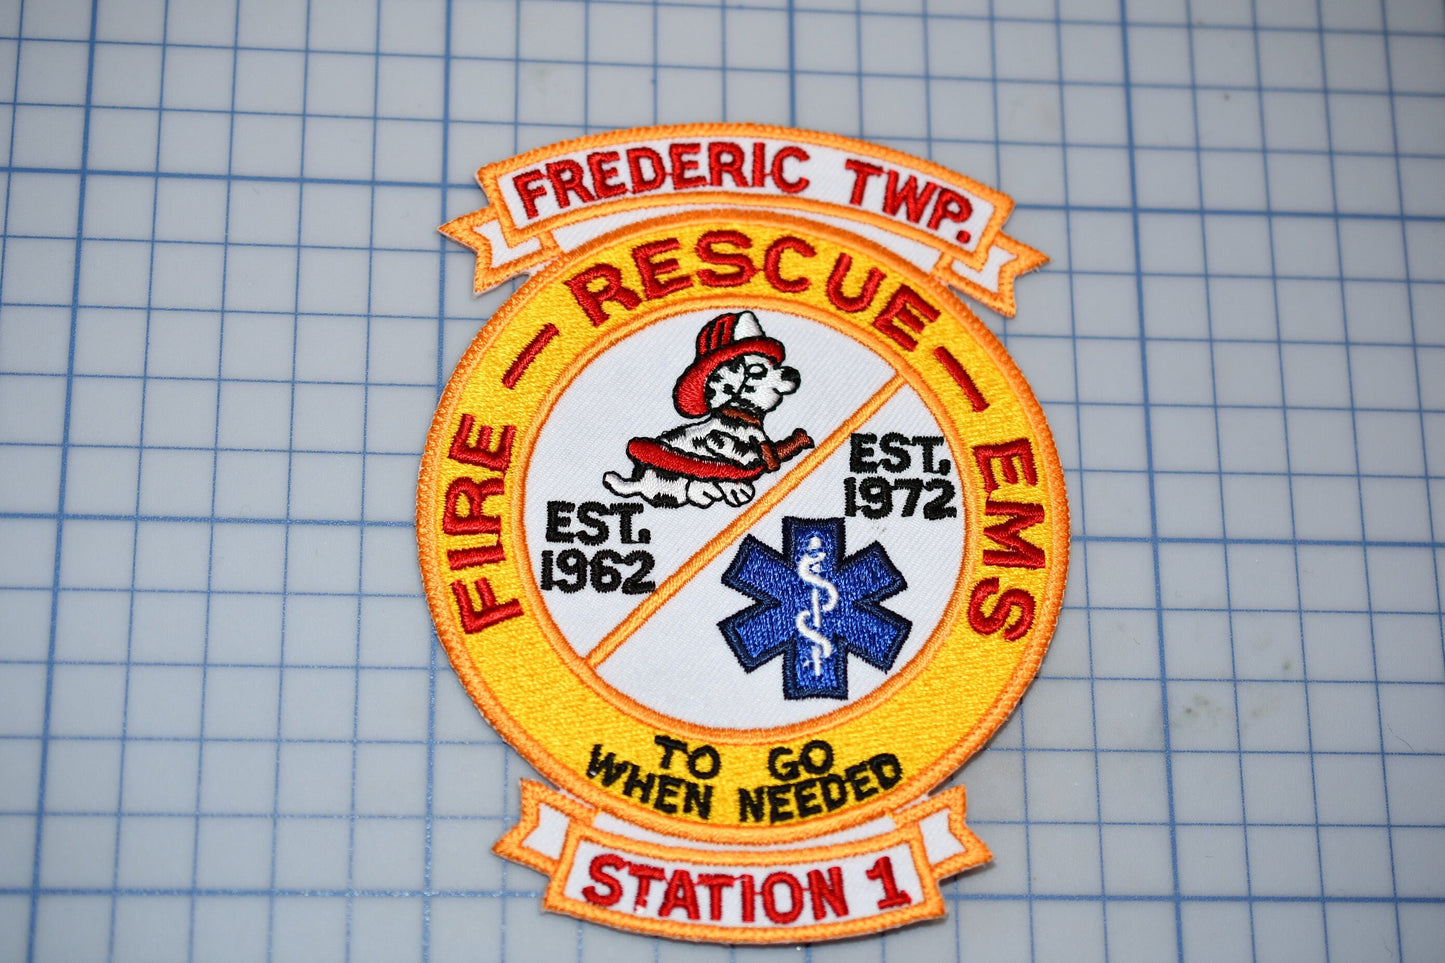 FREDERIC TWP.
FIRE — RESCUE — EMS
EST.
1962
EST.
1972
TO GO
WHEN NEEDED
STATION 1